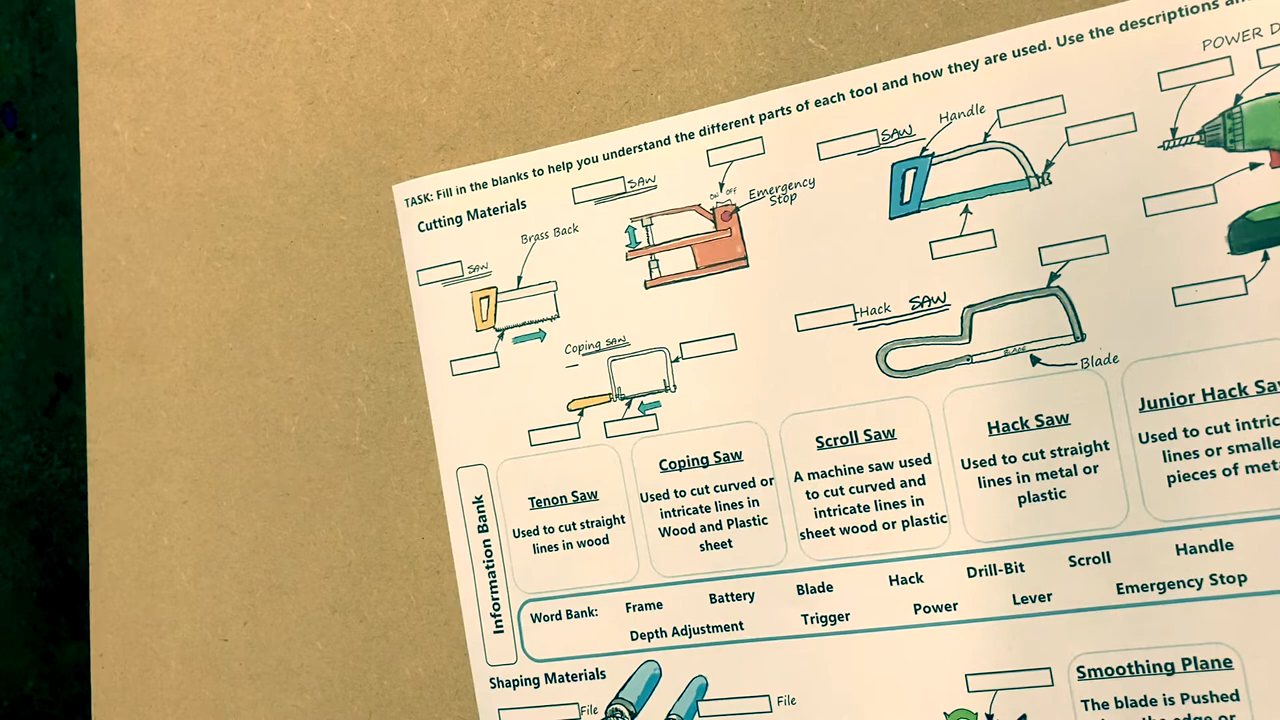 TASK: Fill in the blanks to help you understand the different parts of each tool and how they are used. Use the descriptions
Cutting Materials
SAW
Brass Back
SAW
ON OFF
Emergency
Stop
Coping SAW
SAW
Handle
Hack SAW
BLADE
Blade
POWER
Information Bank
Tenon Saw
Used to cut straight
lines in wood
Coping Saw
Used to cut curved or
intricate lines in
Wood and Plastic
sheet
Scroll Saw
A machine saw used
to cut curved and
intricate lines in
sheet wood or plastic
Hack Saw
Used to cut straight
lines in metal or
plastic
Junior Hack
Used to cut
lines or
pieces of
Word Bank: Frame Battery Blade Hack Drill-Bit Scroll Handle
Depth Adjustment Trigger Power Lever Emergency Stop
Shaping Materials
File
File
Smoothing Plane
The blade is Pushed